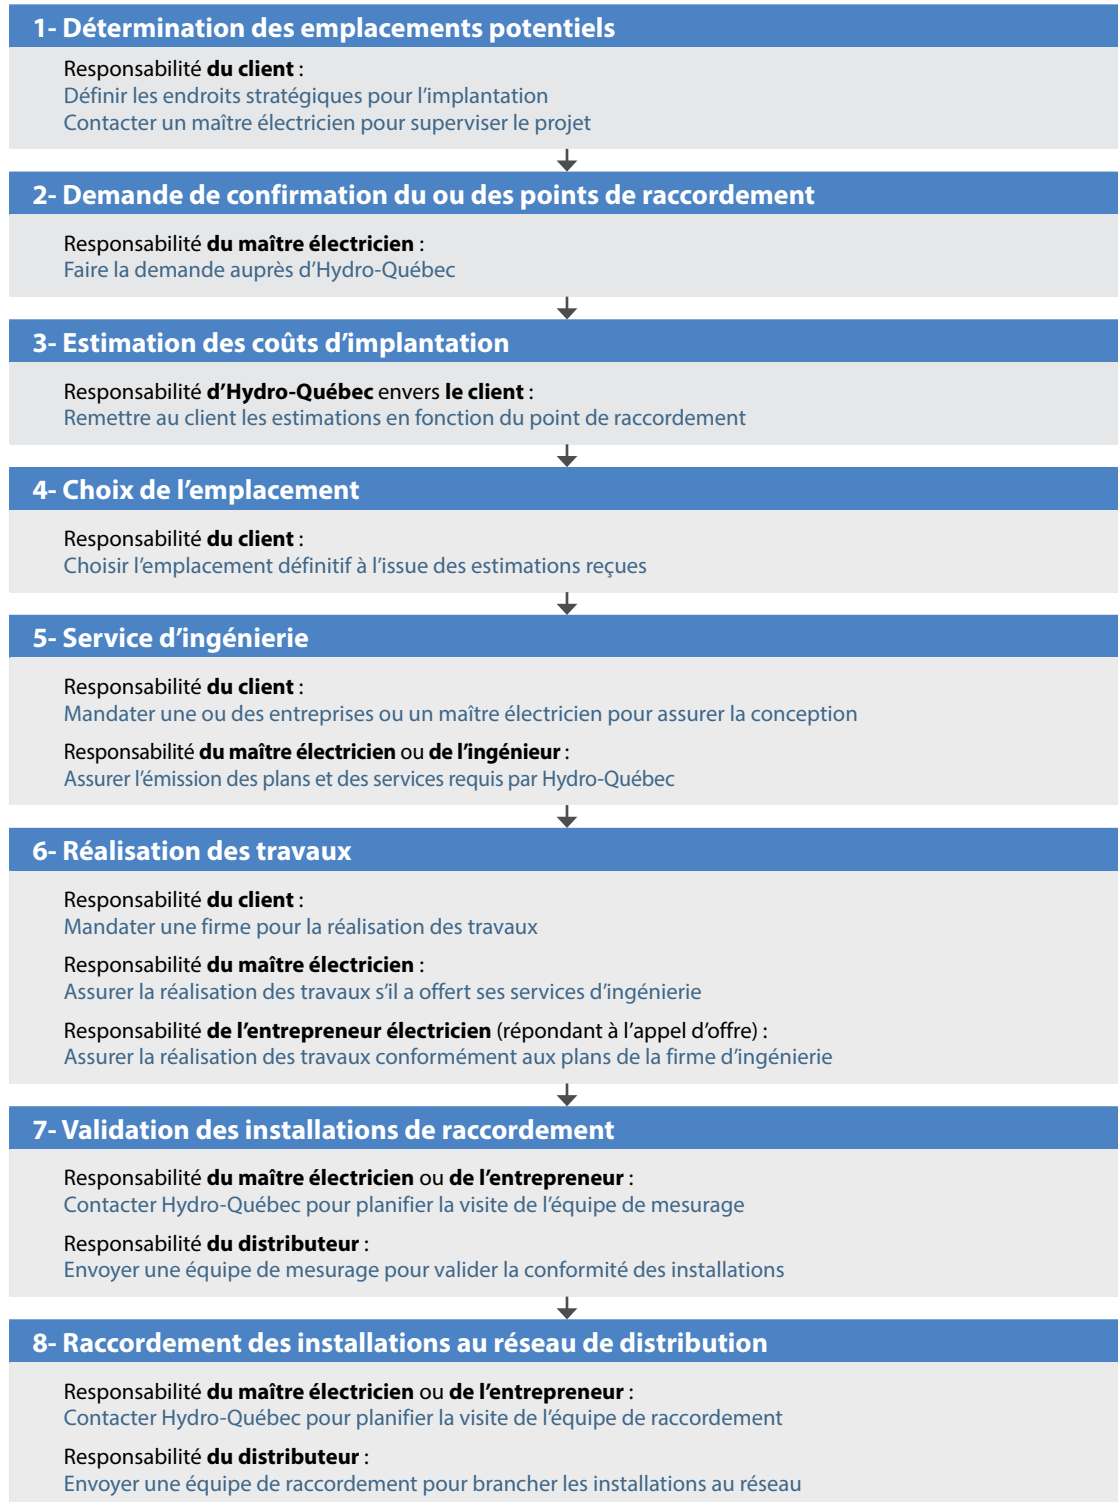 1- Détermination des emplacements potentiels
Responsabilité du client :
Définir les endroits stratégiques pour l’implantation
Contacter un maître électricien pour superviser le projet
2- Demande de confirmation du ou des points de raccordement
Responsabilité du maître électricien :
Faire la demande auprès d’Hydro-Québec
3- Estimation des coûts d’implantation
Responsabilité d’Hydro-Québec envers le client :
Remettre au client les estimations en fonction du point de raccordement
4- Choix de l’emplacement
Responsabilité du client :
Choisir l’emplacement définitif à l’issue des estimations reçues
5- Service d’ingénierie
Responsabilité du client :
Mandater une ou des entreprises ou un maître électricien pour assurer la conception
Responsabilité du maître électricien ou de l’ingénieur :
Assurer l’émission des plans et des services requis par Hydro-Québec
6- Réalisation des travaux
Responsabilité du client :
Mandater une firme pour la réalisation des travaux
Responsabilité du maître électricien :
Assurer la réalisation des travaux s’il a offert ses services d’ingénierie
Responsabilité de l’entrepreneur électricien (répondant à l’appel d’offre) :
Assurer la réalisation des travaux conformément aux plans de la firme d’ingénierie
7- Validation des installations de raccordement
Responsabilité du maître électricien ou de l’entrepreneur :
Contacter Hydro-Québec pour planifier la visite de l’équipe de mesurage
Responsabilité du distributeur :
Envoyer une équipe de mesurage pour valider la conformité des installations
8- Raccordement des installations au réseau de distribution
Responsabilité du maître électricien ou de l’entrepreneur :
Contacter Hydro-Québec pour planifier la visite de l’équipe de raccordement
Responsabilité du distributeur :
Envoyer une équipe de raccordement pour brancher les installations au réseau